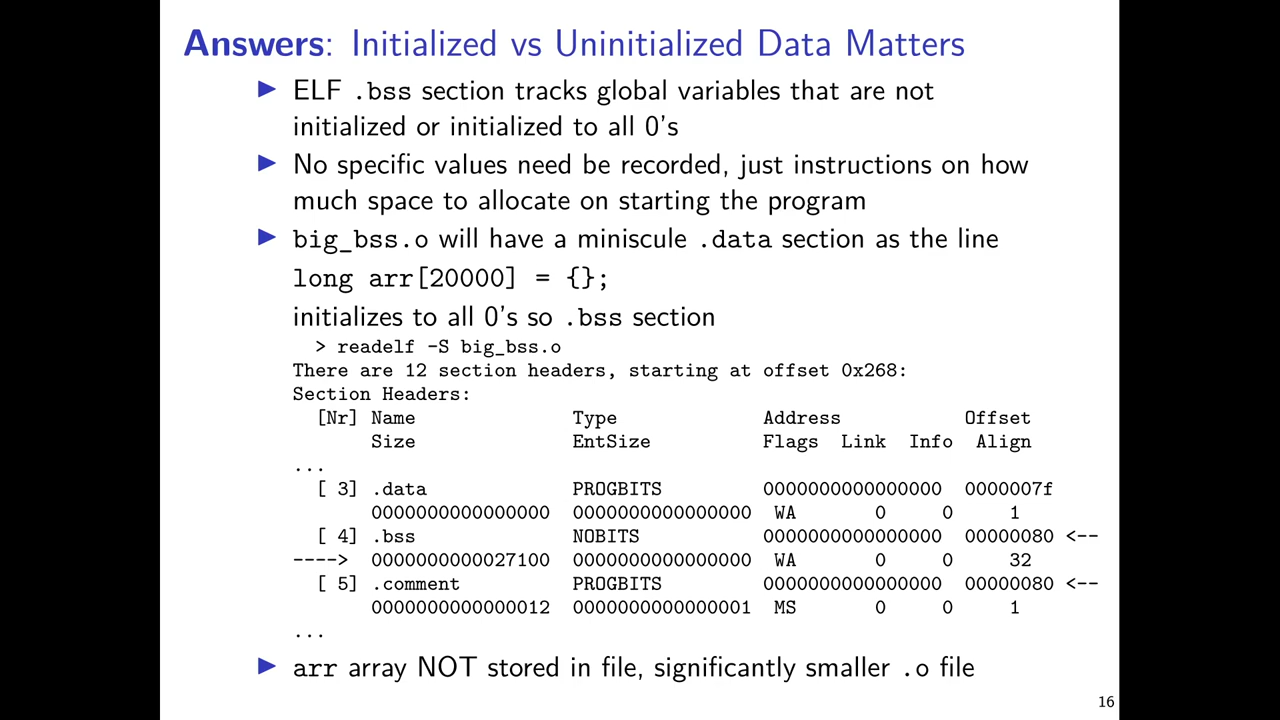 Answers: Initialized vs Uninitialized Data Matters
▶ ELF .bss section tracks global variables that are not
initialized or initialized to all 0's
▶ No specific values need be recorded, just instructions on how
much space to allocate on starting the program
▶ big_bss.o will have a miniscule .data section as the line
long arr[20000] = {};
initializes to all 0's so .bss section
> readelf -S big_bss.o
There are 12 section headers, starting at offset 0x268:
Section Headers:
[Nr] Name Type Address Offset
Size EntSize Flags Link Info Align
...
[ 3] .data PROGBITS 0000000000000000 0000007f
0000000000000000 0000000000000000 WA 0 0 1
[ 4] .bss NOBITS 0000000000000000 00000080 <--
----> 0000000000027100 0000000000000000 WA 0 0 32
[ 5] .comment PROGBITS 0000000000000000 00000080 <--
0000000000000012 0000000000000001 MS 0 0 1
...
▶ arr array NOT stored in file, significantly smaller .o file
16